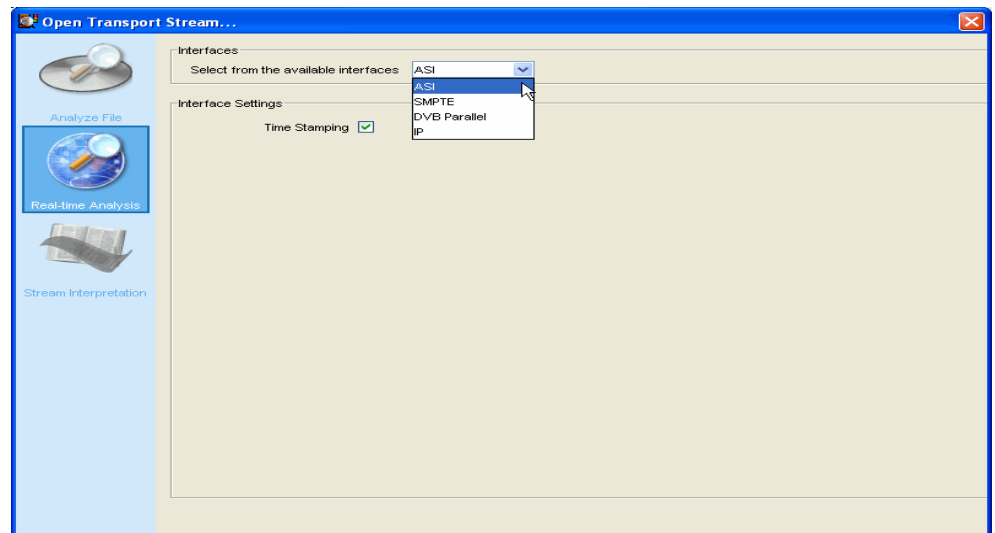 Open Transport Stream...
Interfaces
Select from the available interfaces ASI
ASI
SMPTE
DVB Parallel
IP
Interface Settings
Time Stamping
Analyze File
Real-time Analysis
Stream Interpretation